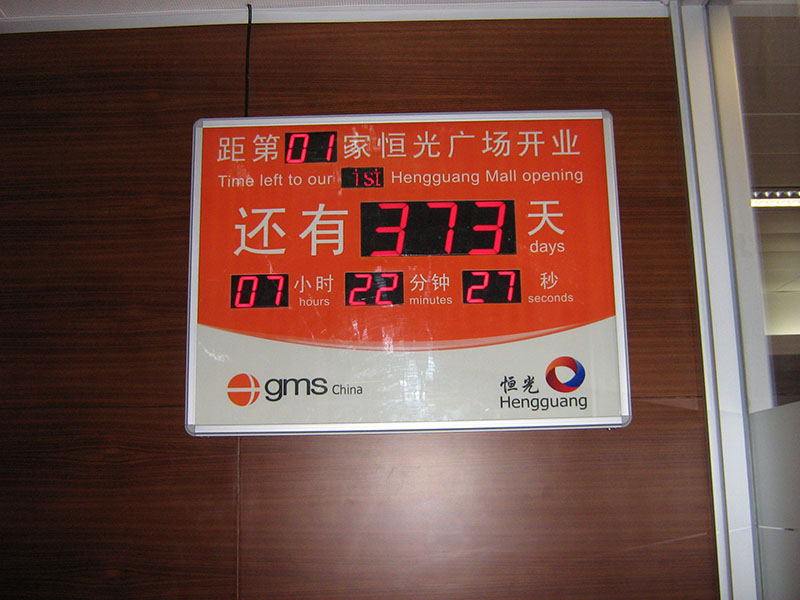 距第01家恒光广场开业
Time left to our 1st Hengguang Mall opening
还有373天
days
07小时22分钟27秒
hours minutes seconds
gms China
恒光
Hengguang